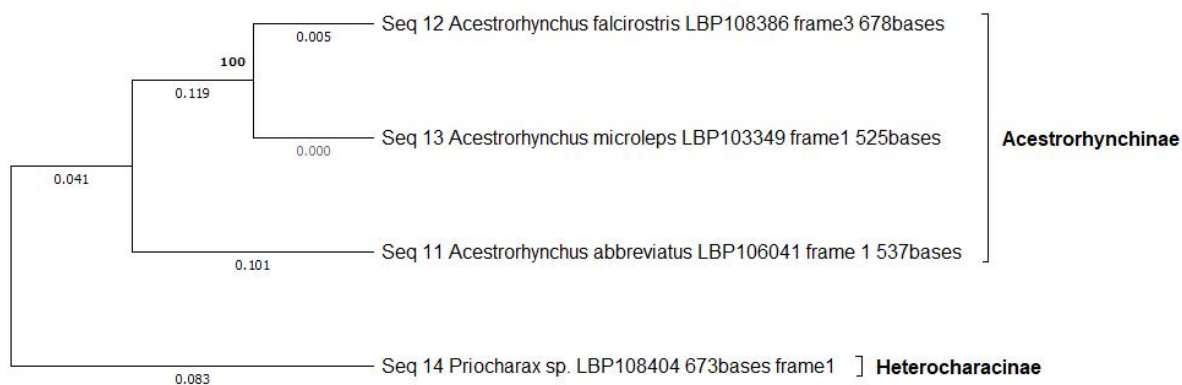 Seq 12 Acestrorhynchus falcirostris LBP108386 frame3 678bases
0.005
100
0.119
Seq 13 Acestrorhynchus microleps LBP103349 frame1 525bases
0.000
Acestrorhynchinae
0.041
Seq 11 Acestrorhynchus abbreviatus LBP106041 frame 1 537bases
0.101
Seq 14 Priocharax sp. LBP108404 673bases frame1
Heterocharacinae
0.083